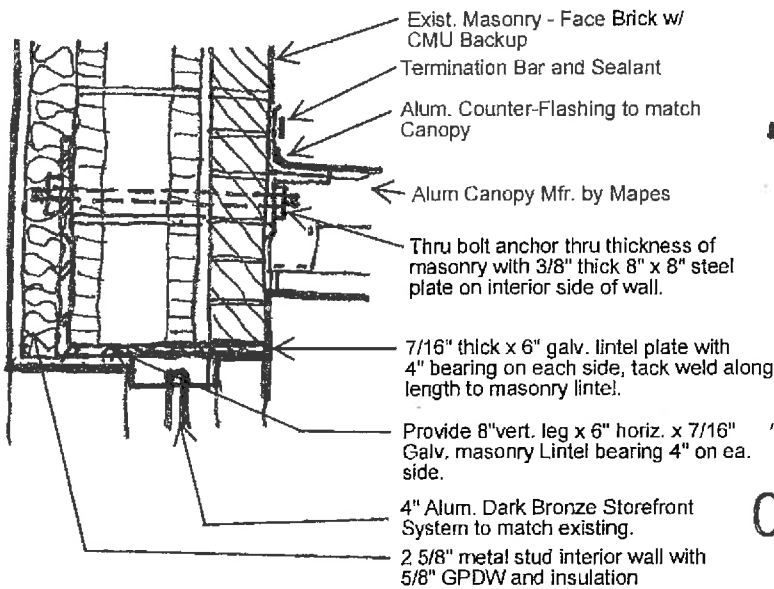 Exist. Masonry - Face Brick w/
CMU Backup
Termination Bar and Sealant
Alum. Counter-Flashing to match
Canopy
Alum Canopy Mfr. by Mapes
Thru bolt anchor thru thickness of
masonry with 3/8" thick 8" x 8" steel
plate on interior side of wall.
7/16" thick x 6" galv. lintel plate with
4" bearing on each side, tack weld along
length to masonry lintel.
Provide 8"vert. leg x 6" horiz. x 7/16"
Galv. masonry Lintel bearing 4" on ea.
side.
4" Alum. Dark Bronze Storefront
System to match existing.
2 5/8" metal stud interior wall with
5/8" GPDW and insulation